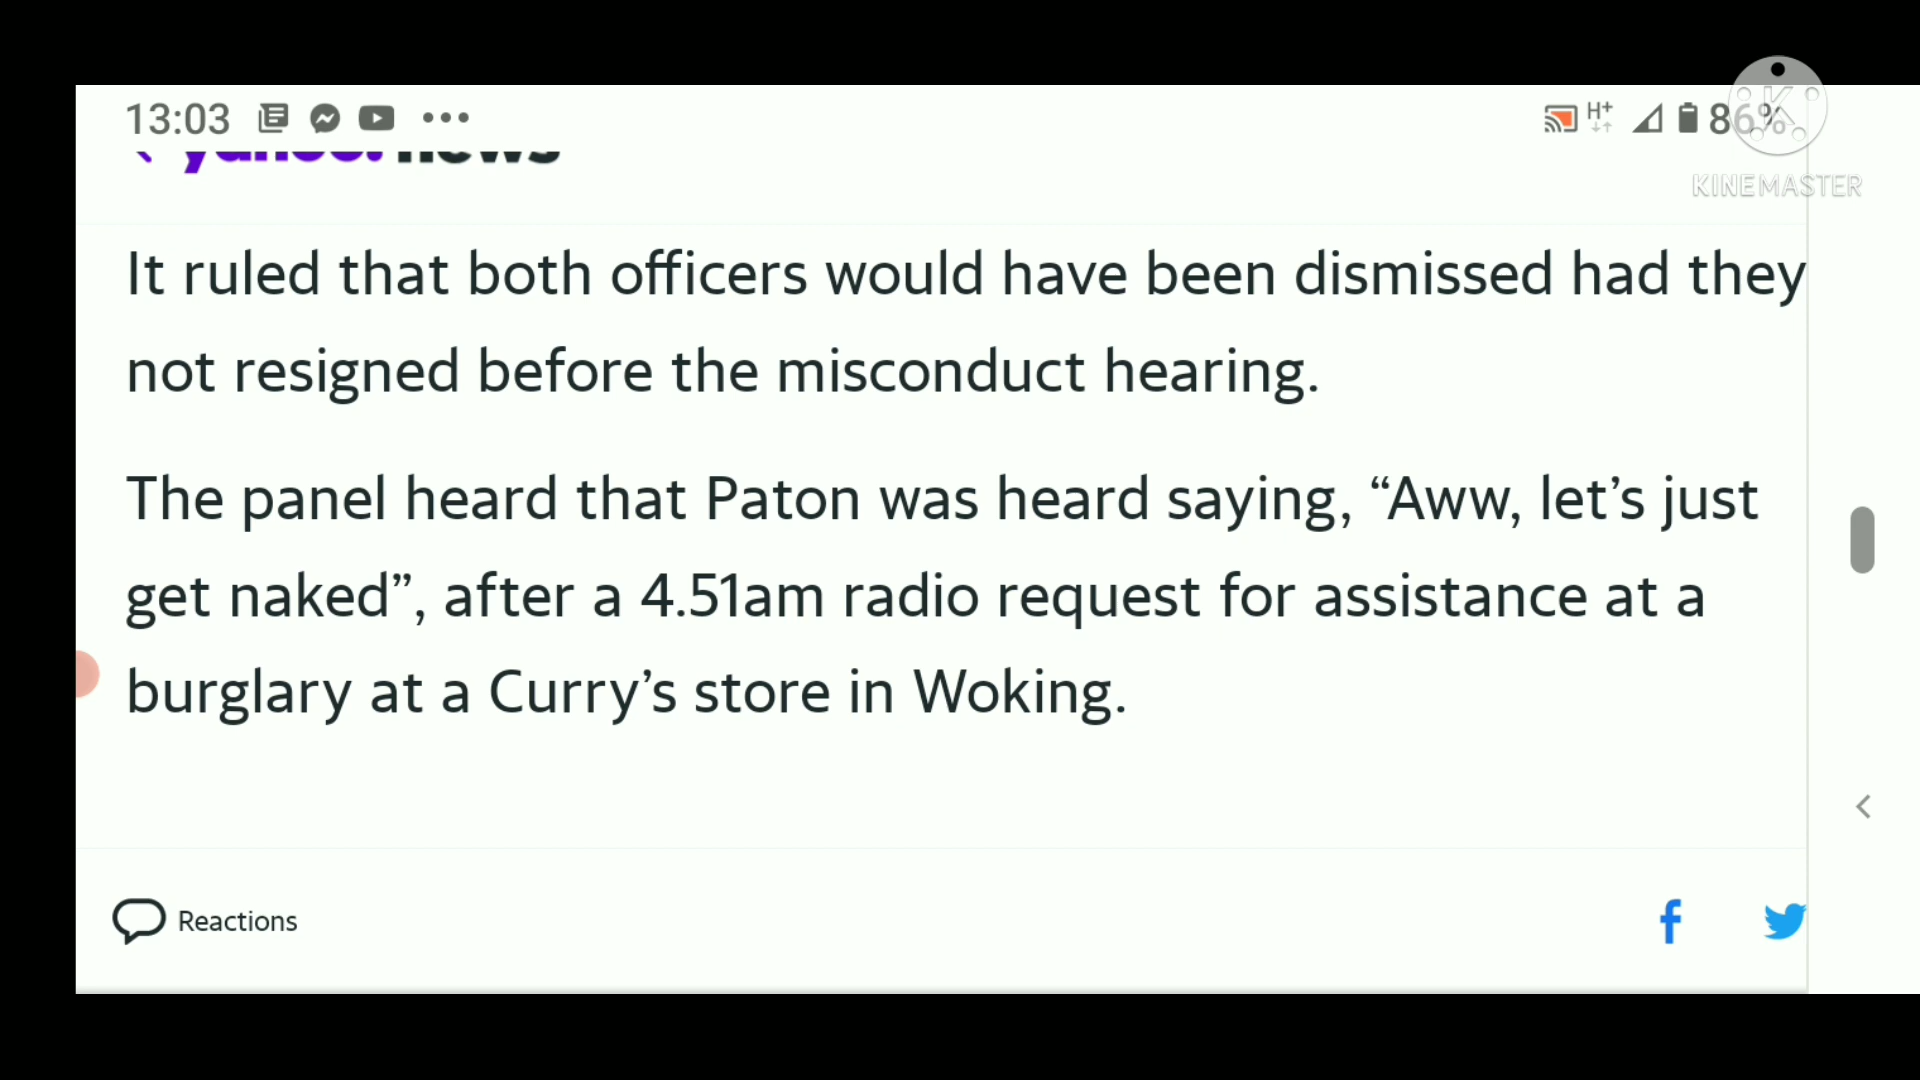 13:03
H+
86%
KINEMASTER
yahoo! news
It ruled that both officers would have been dismissed had they
not resigned before the misconduct hearing.
The panel heard that Paton was heard saying, “Aww, let’s just
get naked”, after a 4.51am radio request for assistance at a
burglary at a Curry’s store in Woking.
Reactions